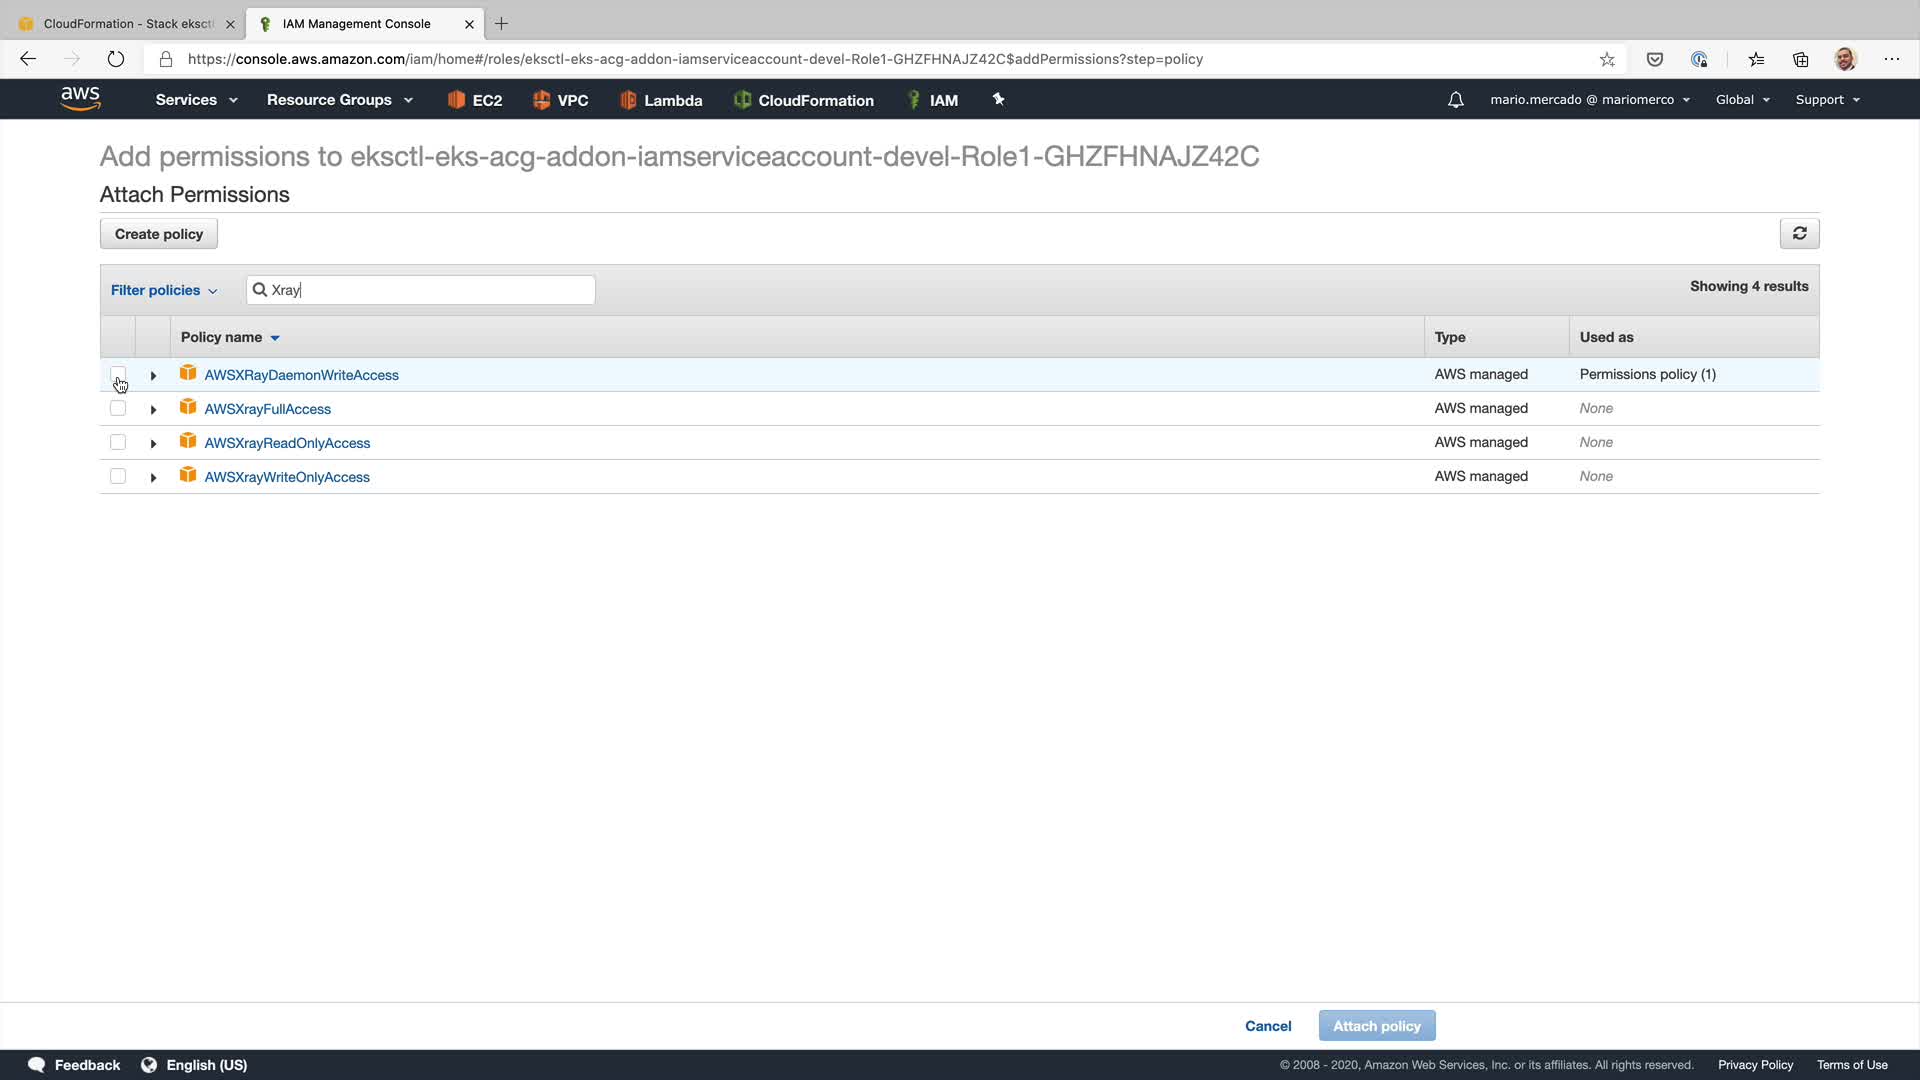 CloudFormation - Stack eksctl
IAM Management Console
https://console.aws.amazon.com/iam/home#/roles/eksctl-eks-acg-addon-iamserviceaccount-devel-Role1-GHZFHNAJZ42C$addPermissions?step=policy
aws Services Resource Groups EC2 VPC Lambda CloudFormation IAM mario.mercado @ mariomerco Global Support
Add permissions to eksctl-eks-acg-addon-iamserviceaccount-devel-Role1-GHZFHNAJZ42C
Attach Permissions
Create policy
Filter policies Xray Showing 4 results
Policy name Type Used as
AWSXRayDaemonWriteAccess AWS managed Permissions policy (1)
AWSXrayFullAccess AWS managed None
AWSXrayReadOnlyAccess AWS managed None
AWSXrayWriteOnlyAccess AWS managed None
Cancel Attach policy
Feedback English (US) © 2008 - 2020, Amazon Web Services, Inc. or its affiliates. All rights reserved. Privacy Policy Terms of Use